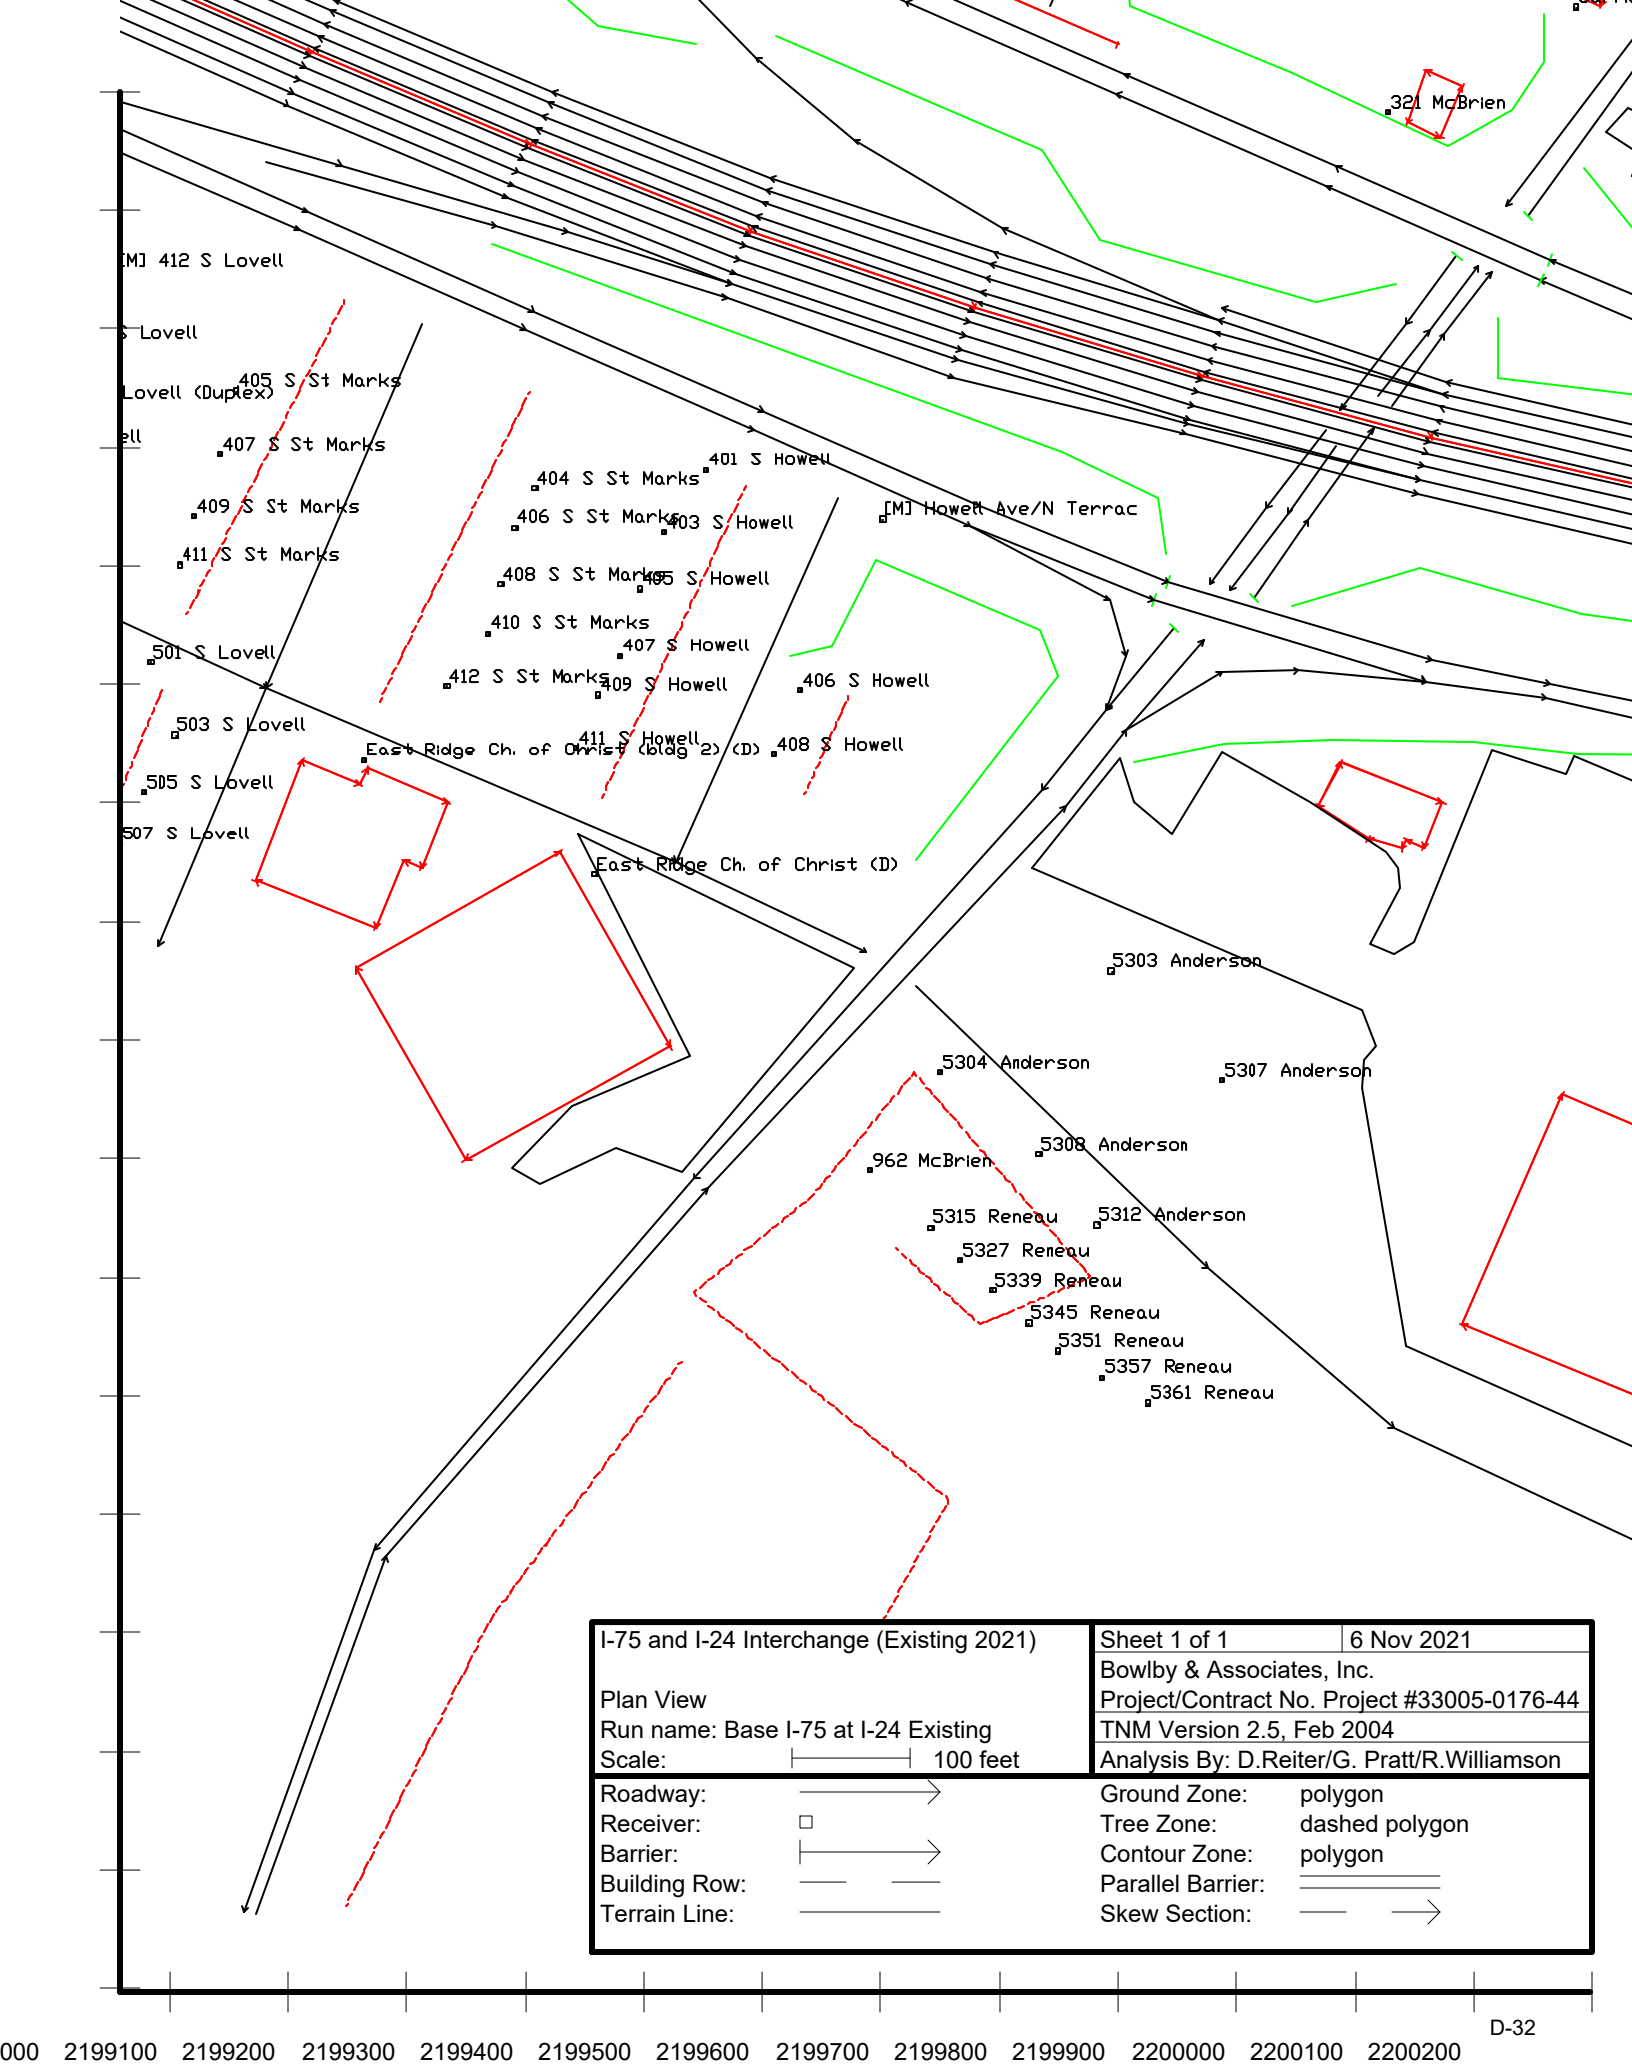 321 McBrien
[M] 412 S Lovell
S Lovell
405 S St Marks
Lovell (Duplex)
ell
407 S St Marks
401 S Howell
404 S St Marks
409 S St Marks
[M] Howell Ave/N Terrac
406 S St Marks
403 S Howell
411 S St Marks
408 S St Marks
405 S Howell
410 S St Marks
407 S Howell
501 S Lovell
412 S St Marks
409 S Howell
406 S Howell
503 S Lovell
411 S Howell
East Ridge Ch. of Christ (bldg 2) (D)
408 S Howell
505 S Lovell
507 S Lovell
East Ridge Ch. of Christ (D)
5303 Anderson
5304 Anderson
5307 Anderson
5308 Anderson
962 McBrien
5315 Reneau
5312 Anderson
5327 Reneau
5339 Reneau
5345 Reneau
5351 Reneau
5357 Reneau
5361 Reneau
I-75 and I-24 Interchange (Existing 2021)
Sheet 1 of 1
6 Nov 2021
Bowlby & Associates, Inc.
Plan View
Project/Contract No. Project #33005-0176-44
Run name: Base I-75 at I-24 Existing
TNM Version 2.5, Feb 2004
Scale:
100 feet
Analysis By: D.Reiter/G. Pratt/R.Williamson
Roadway:
Ground Zone: polygon
Receiver:
Tree Zone: dashed polygon
Barrier:
Contour Zone: polygon
Building Row:
Parallel Barrier:
Terrain Line:
Skew Section:
D-32
000 2199100 2199200 2199300 2199400 2199500 2199600 2199700 2199800 2199900 2200000 2200100 2200200